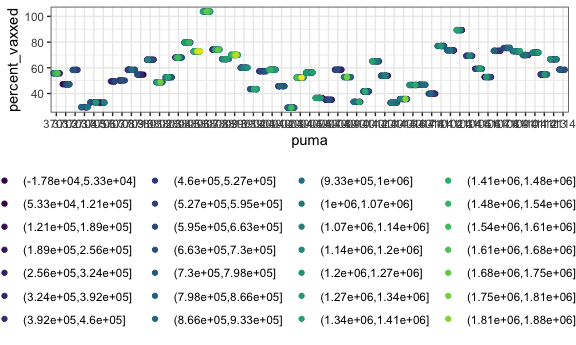 percent_vaxxed
100
80
60
40
puma
(-1.78e+04,5.33e+04] (4.6e+05,5.27e+05] (9.33e+05,1e+06] (1.41e+06,1.48e+06]
(5.33e+04,1.21e+05] (5.27e+05,5.95e+05] (1e+06,1.07e+06] (1.48e+06,1.54e+06]
(1.21e+05,1.89e+05] (5.95e+05,6.63e+05] (1.07e+06,1.14e+06] (1.54e+06,1.61e+06]
(1.89e+05,2.56e+05] (6.63e+05,7.3e+05] (1.14e+06,1.2e+06] (1.61e+06,1.68e+06]
(2.56e+05,3.24e+05] (7.3e+05,7.98e+05] (1.2e+06,1.27e+06] (1.68e+06,1.75e+06]
(3.24e+05,3.92e+05] (7.98e+05,8.66e+05] (1.27e+06,1.34e+06] (1.75e+06,1.81e+06]
(3.92e+05,4.6e+05] (8.66e+05,9.33e+05] (1.34e+06,1.41e+06] (1.81e+06,1.88e+06]